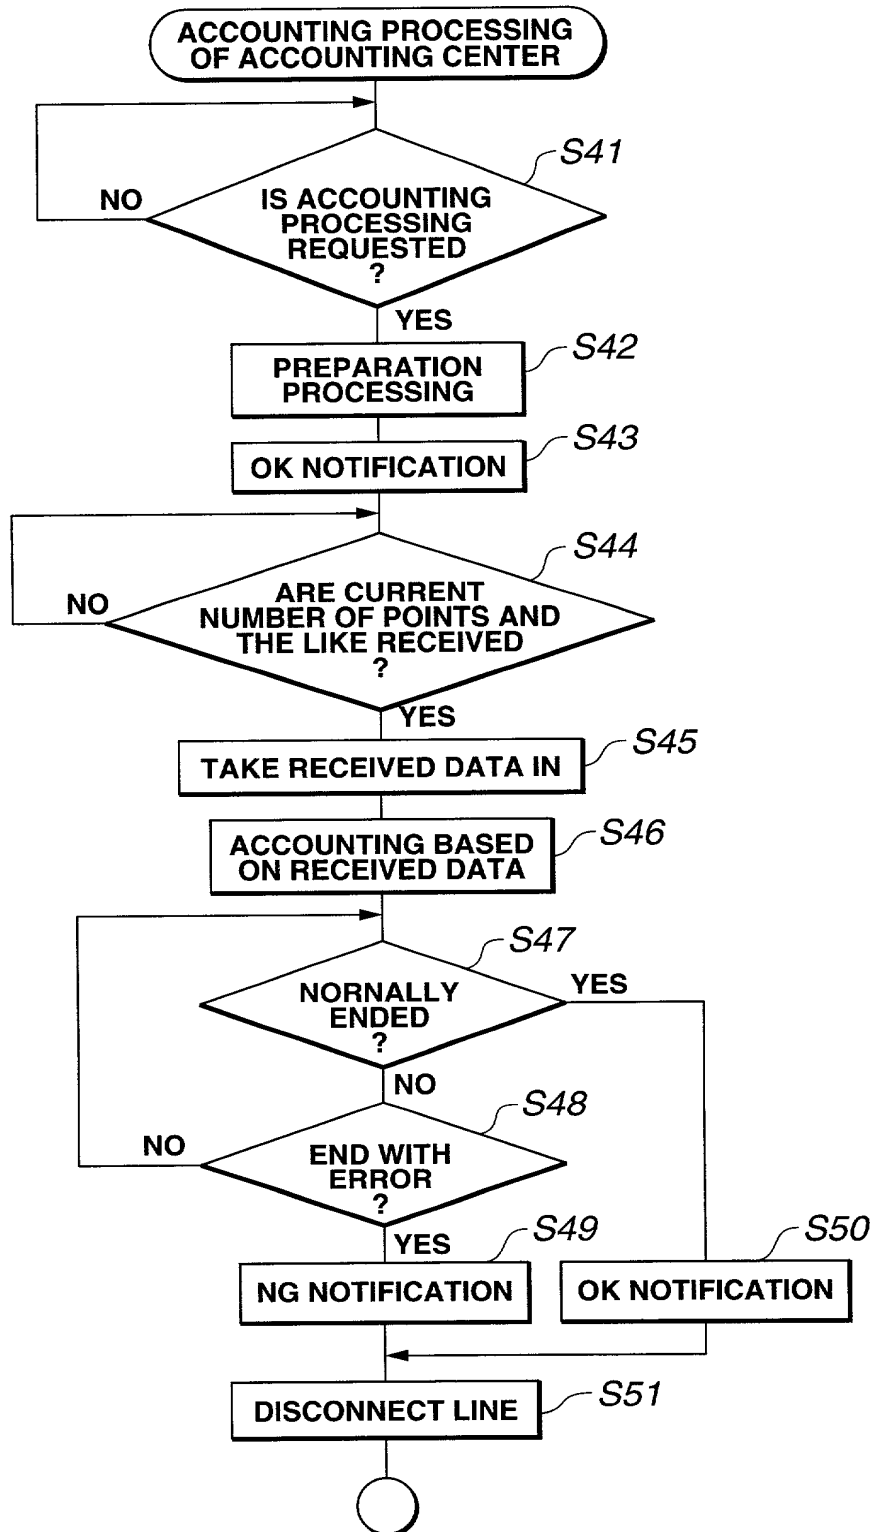 ACCOUNTING PROCESSING
OF ACCOUNTING CENTER
S41
NO
IS ACCOUNTING
PROCESSING
REQUESTED
?
YES
S42
PREPARATION
PROCESSING
S43
OK NOTIFICATION
S44
NO
ARE CURRENT
NUMBER OF POINTS AND
THE LIKE RECEIVED
?
YES
S45
TAKE RECEIVED DATA IN
S46
ACCOUNTING BASED
ON RECEIVED DATA
S47
YES
NORNALLY
ENDED
?
NO
S48
NO
END WITH
ERROR
?
YES
S49
S50
NG NOTIFICATION
OK NOTIFICATION
S51
DISCONNECT LINE